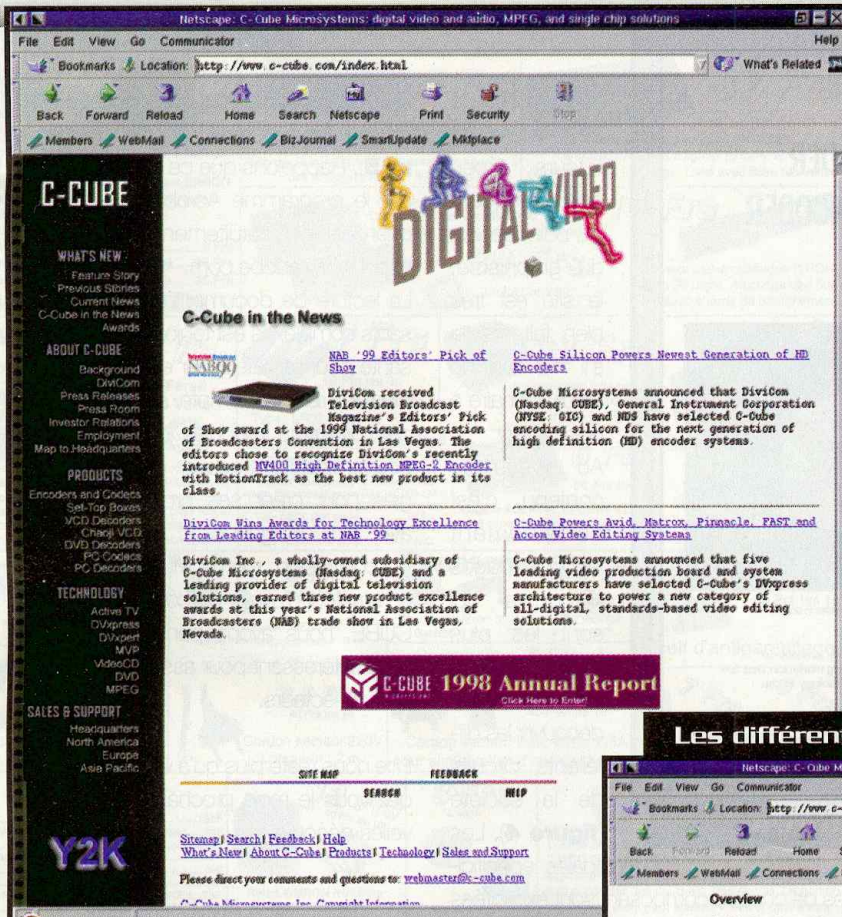 Netscape: C-Cube Microsystems: digital video and audio, MPEG, and single chip solutions
File Edit View Go Communicator Help
Bookmarks Location: http://www.c-cube.com/index.html What's Related
Back Forward Reload Home Search Netscape Print Security Stop
Members WebMail Connections BizJournal SmartUpdate Mktplace
C-CUBE
WHAT'S NEW
Feature Story
Previous Stories
Current News
C-Cube in the News
Awards
ABOUT C-CUBE
Background
DiviCom
Press Releases
Press Room
Investor Relations
Employment
Map to Headquarters
PRODUCTS
Encoders and Codecs
Set-Top Boxes
VCD Decoders
Chaoji VCD
DVD Decoders
PC Codecs
PC Decoders
TECHNOLOGY
Active TV
DVxpress
DVxpert
MVP
VideoCD
DVD
MPEG
SALES & SUPPORT
Headquarters
North America
Europe
Asia Pacific
Y2K
DIGITAL VIDEO
C-Cube in the News
NAB99
NAB '99 Editors' Pick of
Show
DiviCom received
Television Broadcast
Magazine's Editors' Pick
of Show award at the 1999 National Association
of Broadcasters Convention in Las Vegas. The
editors chose to recognize DiviCom's recently
introduced MV400 High Definition MPEG-2 Encoder
with MotionTrack as the best new product in its
class.
C-Cube Silicon Powers Newest Generation of HD
Encoders
C-Cube Microsystems announced that DiviCom
(Nasdaq: CUBE), General Instrument Corporation
(NYSE: GIC) and NDS have selected C-Cube
encoding silicon for the next generation of
high definition (HD) encoder systems.
DiviCom Wins Awards for Technology Excellence
from Leading Editors at NAB '99
DiviCom Inc., a wholly-owned subsidiary of
C-Cube Microsystems (Nasdaq: CUBE) and a
leading provider of digital television
solutions, earned three new product excellence
awards at this year's National Association of
Broadcasters (NAB) trade show in Las Vegas,
Nevada.
C-Cube Powers Avid, Matrox, Pinnacle, FAST and
Accom Video Editing Systems
C-Cube Microsystems announced that five
leading video production board and system
manufacturers have selected C-Cube's DVxpress
architecture to power a new category of
all-digital, standards-based video editing
solutions.
C-CUBE 1998 Annual Report
Click Here to Enter!
SITE MAP FEEDBACK
SEARCH HELP
Sitemap | Search | Feedback | Help
What's New | About C-Cube | Products | Technology | Sales and Support
Please direct your comments and questions to: webmaster@c-cube.com
C-Cube Microsystems, Inc. Copyright Information
Les différen
Netscape: C-Cube M
File Edit View Go Communicator
Bookmarks Location: http://www.c-
Back Forward Reload Home
Members WebMail Connections
Overview